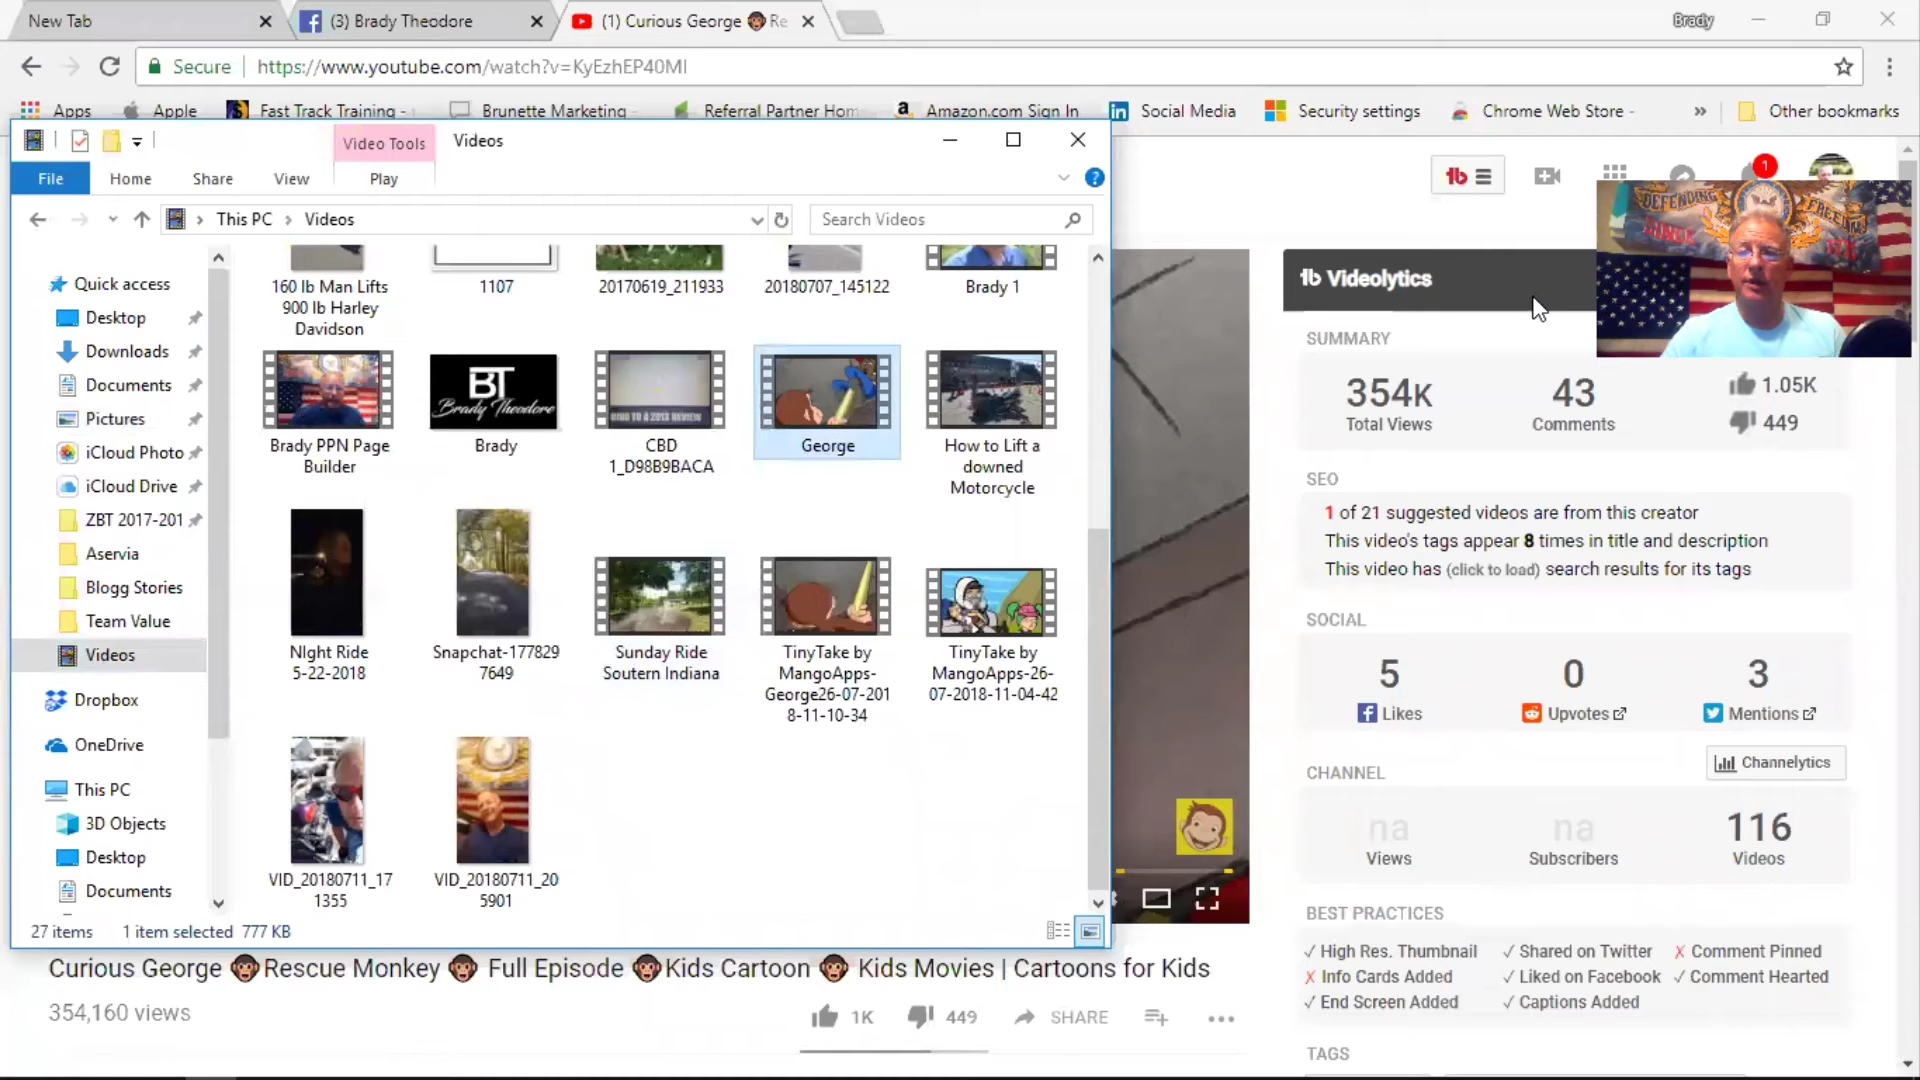 New Tab
(3) Brady Theodore
(1) Curious George 🐵Re
Brady
Secure
https://www.youtube.com/watch?v=KyEzhEP40MI
Apps
Apple
Fast Track Training -
Brunette Marketing -
Referral Partner Hom
Amazon.com Sign In
Social Media
Security settings
Chrome Web Store -
»
Other bookmarks
Video Tools
Videos
File
Home
Share
View
Play
This PC
Videos
Search Videos
1
DEFENDING
FREEDOM
SINCE
Quick access
Desktop
Downloads
Documents
Pictures
iCloud Photo
iCloud Drive
ZBT 2017-201
Aservia
Blogg Stories
Team Value
Videos
Dropbox
OneDrive
This PC
3D Objects
Desktop
Documents
160 lb Man Lifts
900 lb Harley
Davidson
1107
20170619_211933
20180707_145122
Brady 1
BT
Brady Theodore
Brady PPN Page
Builder
Brady
CBD
1_D98B9BACA
George
How to Lift a
downed
Motorcycle
NIght Ride
5-22-2018
Snapchat-177829
7649
Sunday Ride
Soutern Indiana
TinyTake by
MangoApps-
George26-07-201
8-11-10-34
TinyTake by
MangoApps-26-
07-2018-11-04-42
VID_20180711_17
1355
VID_20180711_20
5901
27 items
1 item selected 777 KB
Curious George 🐵Rescue Monkey 🐵 Full Episode 🐵Kids Cartoon 🐵 Kids Movies | Cartoons for Kids
354,160 views
1K
449
SHARE
tb Videolytics
SUMMARY
354K
Total Views
43
Comments
1.05K
449
SEO
1 of 21 suggested videos are from this creator
This video's tags appear 8 times in title and description
This video has (click to load) search results for its tags
SOCIAL
5
Likes
0
Upvotes
3
Mentions
CHANNEL
Channelytics
na
Views
na
Subscribers
116
Videos
BEST PRACTICES
✓ High Res. Thumbnail
✓ Shared on Twitter
✗ Comment Pinned
✗ Info Cards Added
✓ Liked on Facebook
✓ Comment Hearted
✓ End Screen Added
✓ Captions Added
TAGS